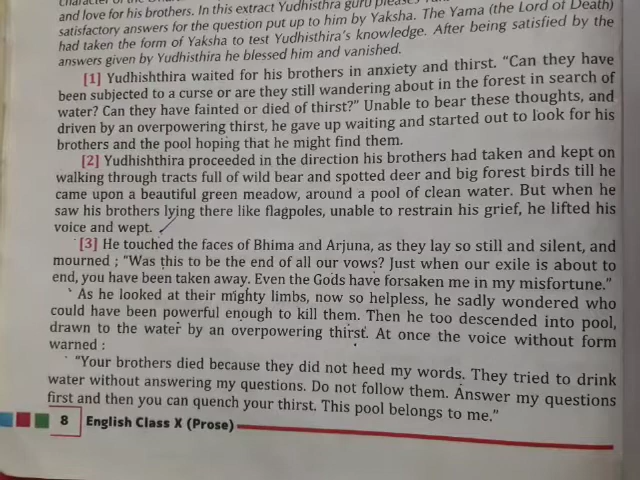 and love for his brothers. In this extract Yudhisthra guru pleases
satisfactory answers for the question put up to him by Yaksha. The Yama (the Lord of Death)
had taken the form of Yaksha to test Yudhisthira's knowledge. After being satisfied by the
answers given by Yudhisthira he blessed him and vanished.
[1] Yudhishthira waited for his brothers in anxiety and thirst. "Can they have
been subjected to a curse or are they still wandering about in the forest in search of
water? Can they have fainted or died of thirst?" Unable to bear these thoughts, and
driven by an overpowering thirst, he gave up waiting and started out to look for his
brothers and the pool hoping that he might find them.
[2] Yudhishthira proceeded in the direction his brothers had taken and kept on
walking through tracts full of wild bear and spotted deer and big forest birds till he
came upon a beautiful green meadow, around a pool of clean water. But when he
saw his brothers lying there like flagpoles, unable to restrain his grief, he lifted his
voice and wept.
[3] He touched the faces of Bhima and Arjuna, as they lay so still and silent, and
mourned ; "Was this to be the end of all our vows? Just when our exile is about to
end, you have been taken away. Even the Gods have forsaken me in my misfortune."
As he looked at their mighty limbs, now so helpless, he sadly wondered who
could have been powerful enough to kill them. Then he too descended into pool,
drawn to the water by an overpowering thirst. At once the voice without form
warned :
"Your brothers died because they did not heed my words. They tried to drink
water without answering my questions. Do not follow them. Answer my questions
first and then you can quench your thirst. This pool belongs to me."
8 English Class X (Prose)